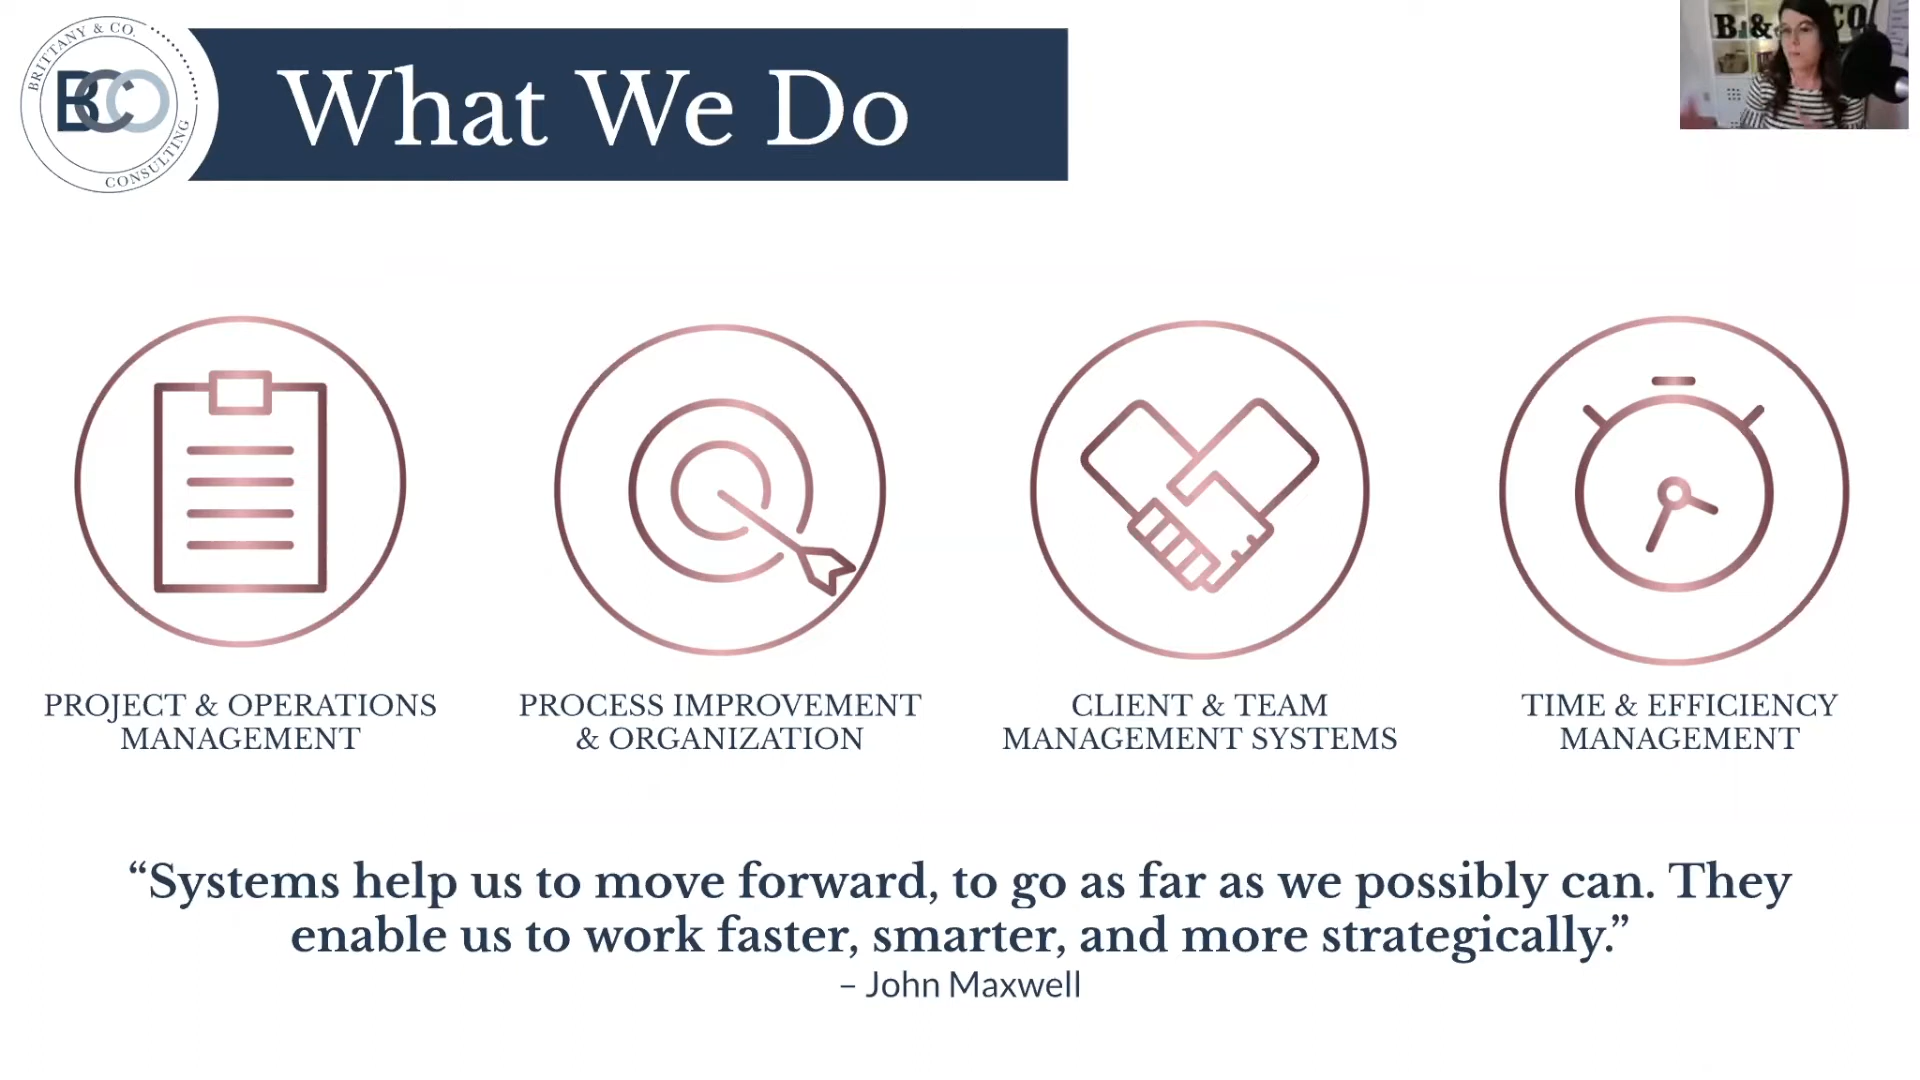 BRITTANY & CO.
BCO
CONSULTING
What We Do
B &  CO
PROJECT & OPERATIONS
MANAGEMENT
PROCESS IMPROVEMENT
& ORGANIZATION
CLIENT & TEAM
MANAGEMENT SYSTEMS
TIME & EFFICIENCY
MANAGEMENT
“Systems help us to move forward, to go as far as we possibly can. They
enable us to work faster, smarter, and more strategically.”
– John Maxwell